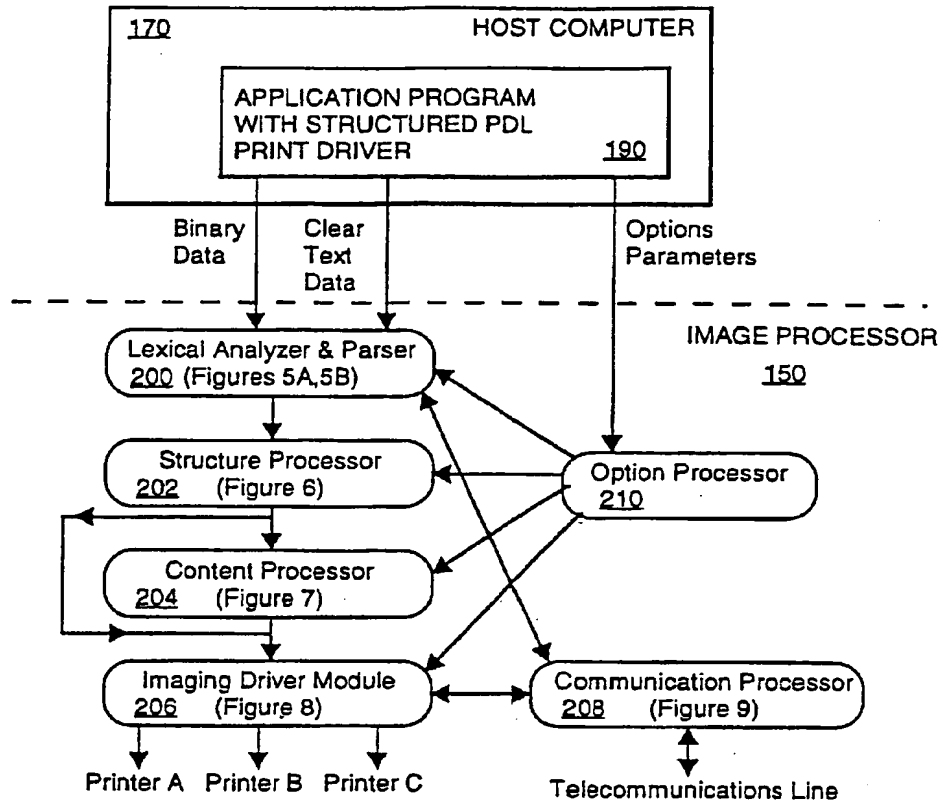 170 HOST COMPUTER
APPLICATION PROGRAM
WITH STRUCTURED PDL
PRINT DRIVER 190
Binary
Data
Clear
Text
Data
Options
Parameters
IMAGE PROCESSOR
150
Lexical Analyzer & Parser
200 (Figures 5A,5B)
Structure Processor
202 (Figure 6)
Option Processor
210
Content Processor
204 (Figure 7)
Imaging Driver Module
206 (Figure 8)
Communication Processor
208 (Figure 9)
Printer A Printer B Printer C
Telecommunications Line